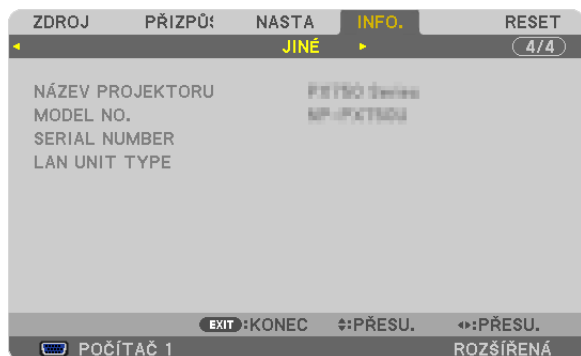 ZDROJ PŘIZPŮS NASTA INFO. RESET
JINÉ 4/4
NÁZEV PROJEKTORU
MODEL NO.
SERIAL NUMBER
LAN UNIT TYPE
EXIT :KONEC :PŘESU. :PŘESU.
POČÍTAČ 1 ROZŠÍŘENÁ